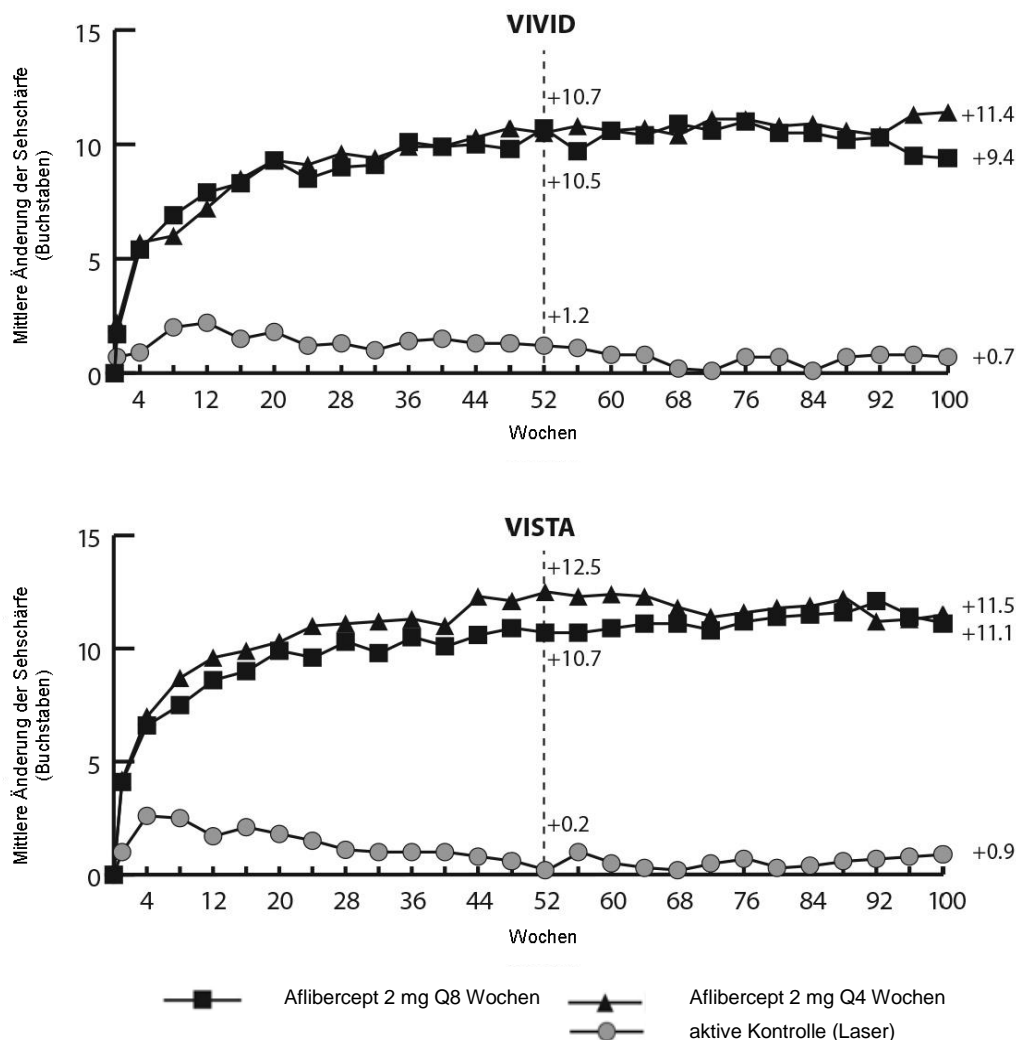 VIVID
15
10
5
0
Mittlere Änderung der Sehschärfe
(Buchstaben)
+10.7
+10.5
+1.2
+11.4
+9.4
+0.7
4 12 20 28 36 44 52 60 68 76 84 92 100
Wochen
VISTA
15
10
5
0
Mittlere Änderung der Sehschärfe
(Buchstaben)
+12.5
+10.7
+0.2
+11.5
+11.1
+0.9
4 12 20 28 36 44 52 60 68 76 84 92 100
Wochen
Aflibercept 2 mg Q8 Wochen
Aflibercept 2 mg Q4 Wochen
aktive Kontrolle (Laser)